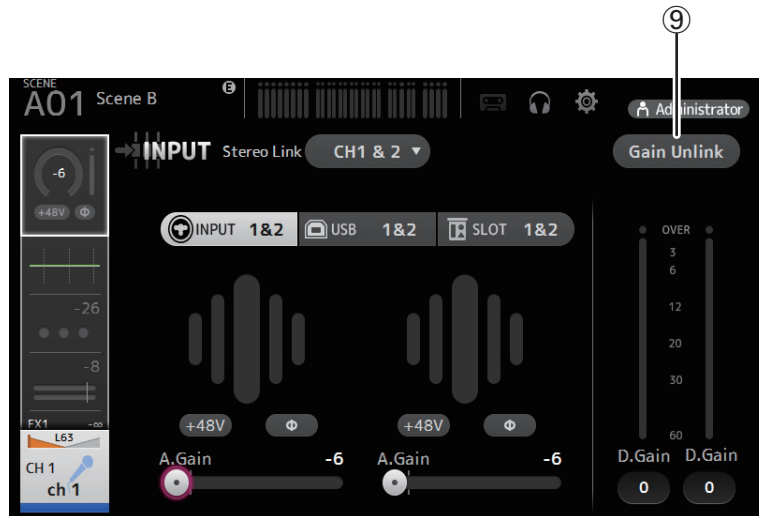 ⑨
SCENE
A01 Scene B E
Administrator
INPUT Stereo Link CH1 & 2 ▼ Gain Unlink
-6
+48V Φ
INPUT 1&2 USB 1&2 SLOT 1&2
OVER
3
6
12
20
30
60
-26
-8
FX1 -∞
L63
CH 1
ch 1
+48V Φ +48V Φ
A.Gain -6 A.Gain -6
D.Gain D.Gain
0 0